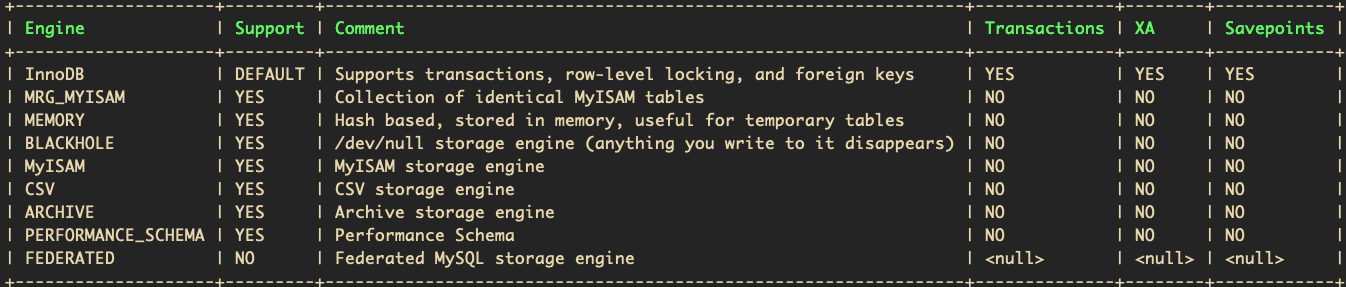 +--------------------+---------+----------------------------------------------------------------+--------------+--------+------------+
| Engine             | Support | Comment                                                        | Transactions | XA     | Savepoints |
+--------------------+---------+----------------------------------------------------------------+--------------+--------+------------+
| InnoDB             | DEFAULT | Supports transactions, row-level locking, and foreign keys     | YES          | YES    | YES        |
| MRG_MYISAM         | YES     | Collection of identical MyISAM tables                          | NO           | NO     | NO         |
| MEMORY             | YES     | Hash based, stored in memory, useful for temporary tables      | NO           | NO     | NO         |
| BLACKHOLE          | YES     | /dev/null storage engine (anything you write to it disappears) | NO           | NO     | NO         |
| MyISAM             | YES     | MyISAM storage engine                                          | NO           | NO     | NO         |
| CSV                | YES     | CSV storage engine                                             | NO           | NO     | NO         |
| ARCHIVE            | YES     | Archive storage engine                                         | NO           | NO     | NO         |
| PERFORMANCE_SCHEMA | YES     | Performance Schema                                             | NO           | NO     | NO         |
| FEDERATED          | NO      | Federated MySQL storage engine                                 | <null>       | <null> | <null>     |
+--------------------+---------+----------------------------------------------------------------+--------------+--------+------------+